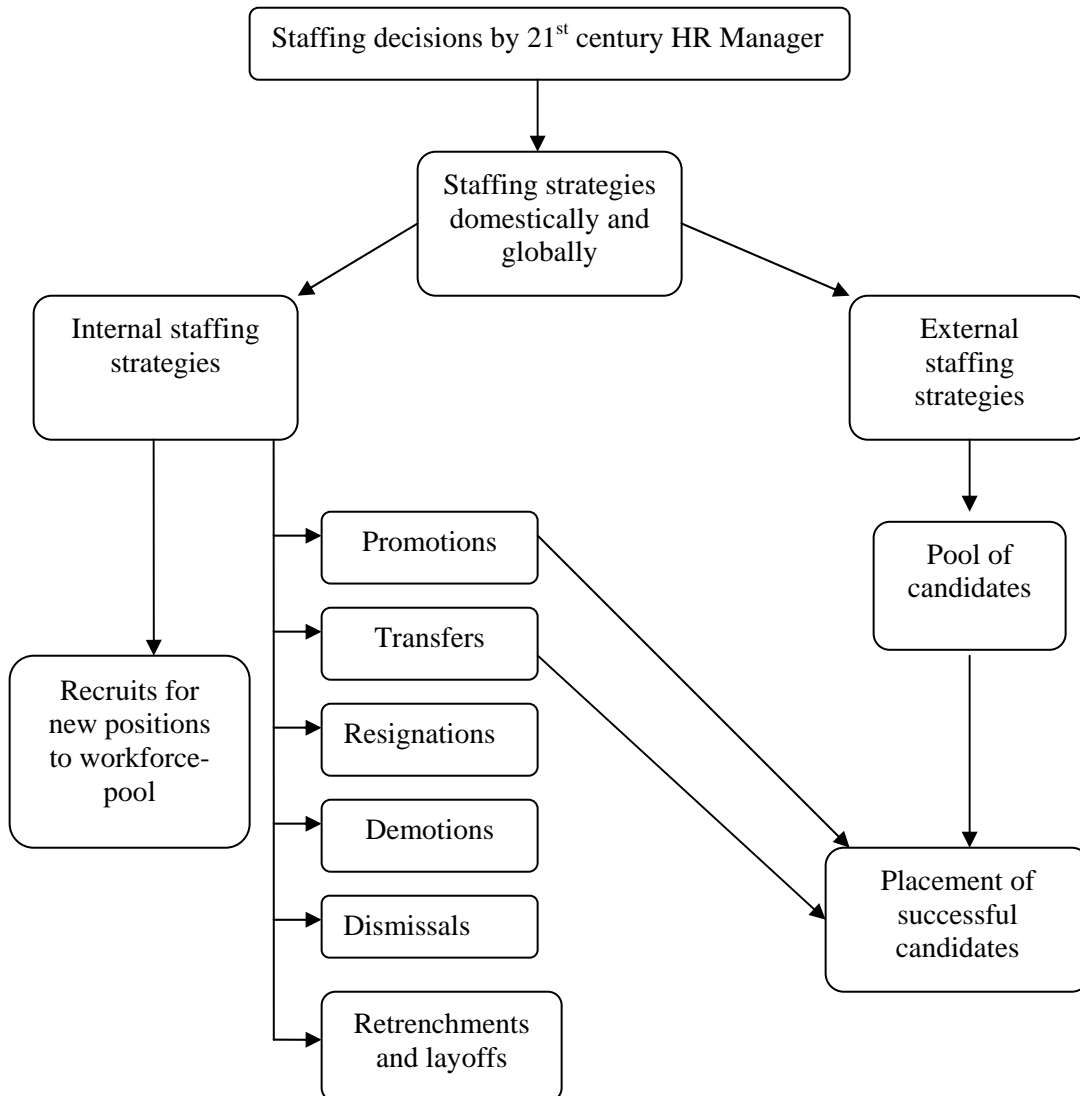 Staffing decisions by 21st century HR Manager
Staffing strategies
domestically and
globally
Internal staffing
strategies
External
staffing
strategies
Promotions
Pool of
candidates
Transfers
Recruits for
new positions
to workforce-
pool
Resignations
Demotions
Placement of
successful
candidates
Dismissals
Retrenchments
and layoffs